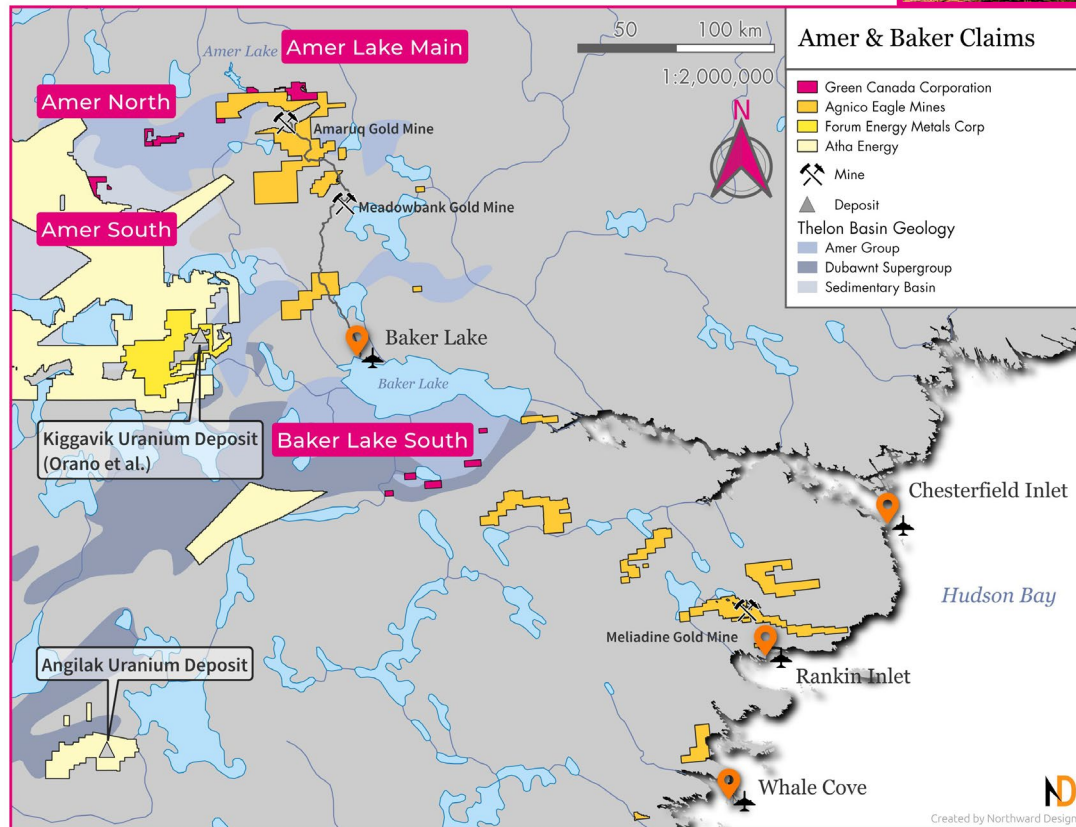 Amer Lake
Amer Lake Main
Amer North
Amaruq Gold Mine
Meadowbank Gold Mine
Amer South
Baker Lake
Baker Lake
Kiggavik Uranium Deposit
(Orano et al.)
Baker Lake South
Chesterfield Inlet
Hudson Bay
Meliadine Gold Mine
Rankin Inlet
Angilak Uranium Deposit
Whale Cove
50 100 km
1:2,000,000
N
Amer & Baker Claims
Green Canada Corporation
Agnico Eagle Mines
Forum Energy Metals Corp
Atha Energy
Mine
Deposit
Thelon Basin Geology
Amer Group
Dubawnt Supergroup
Sedimentary Basin
ND
Created by Northward Design